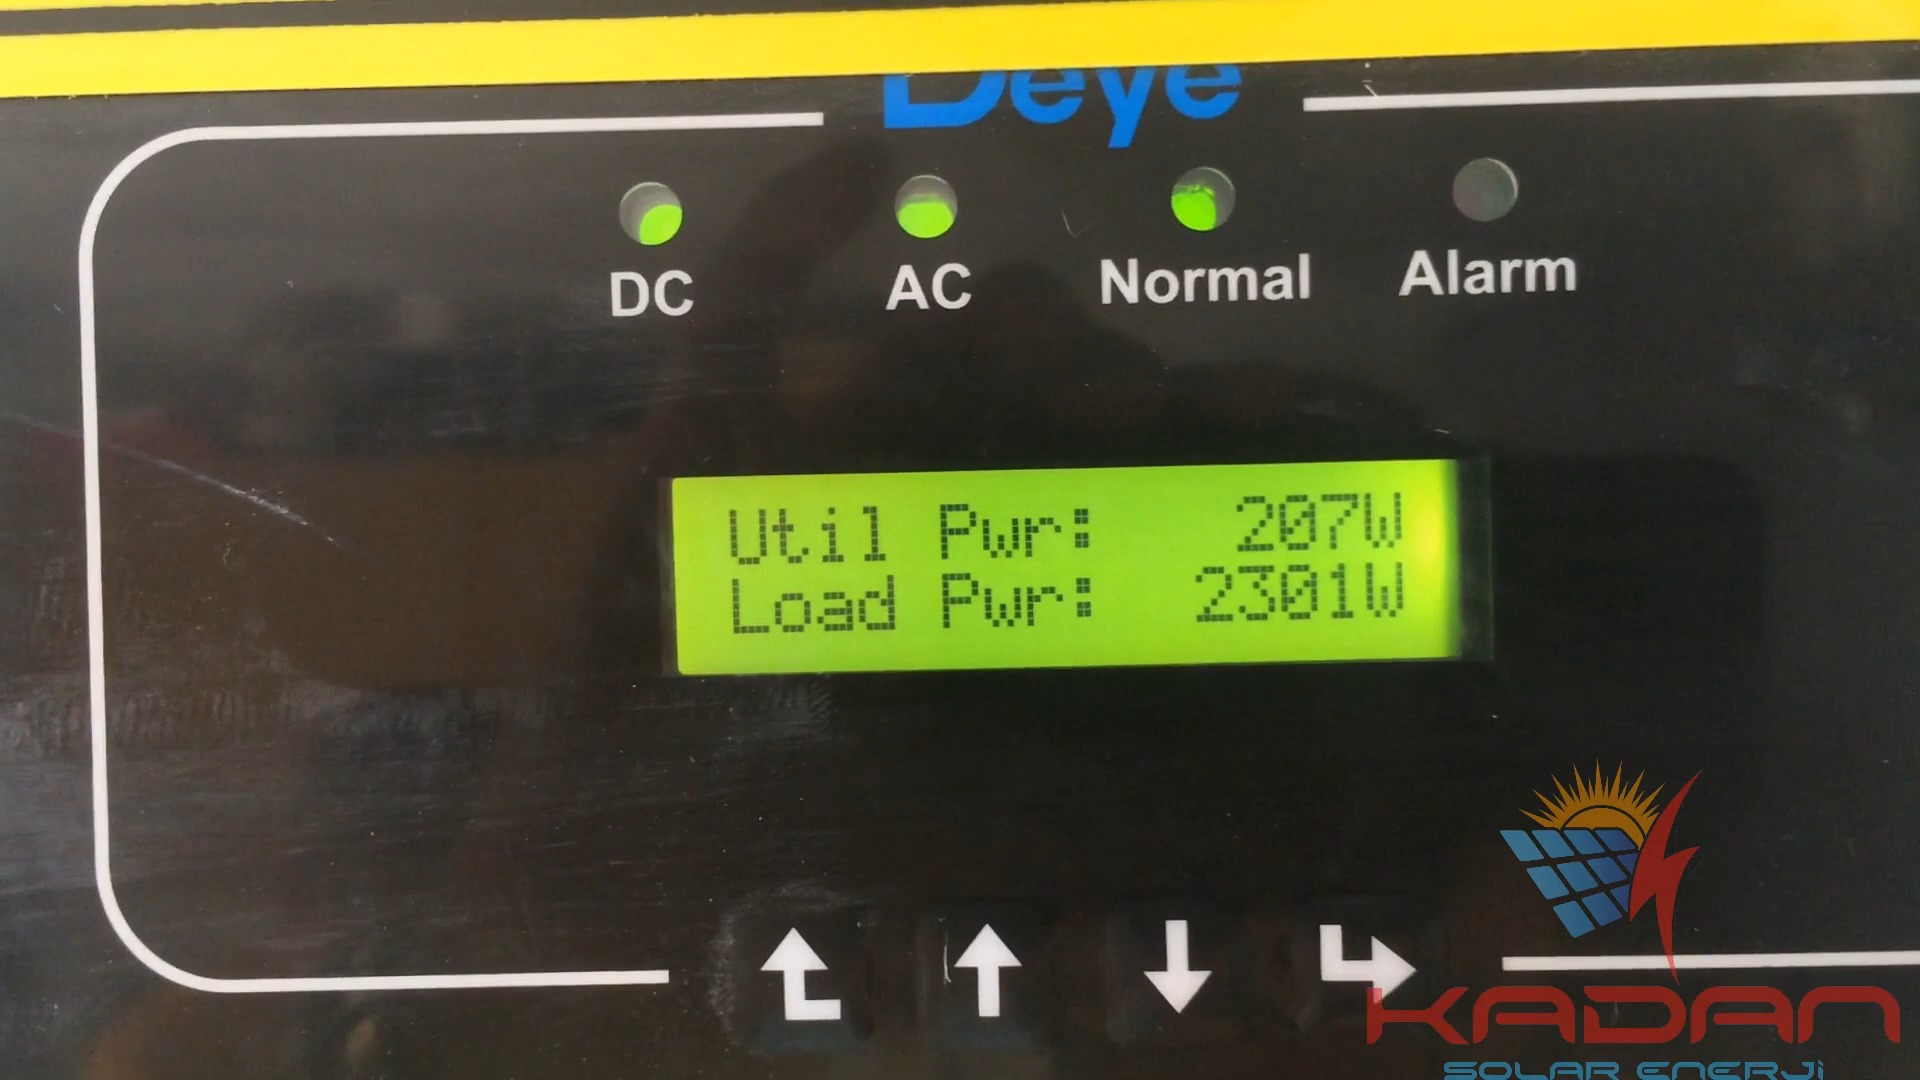 Deye
DC AC Normal Alarm
Util Pwr: 207W
Load Pwr: 2301W
KADAN
SOLAR ENERJİ